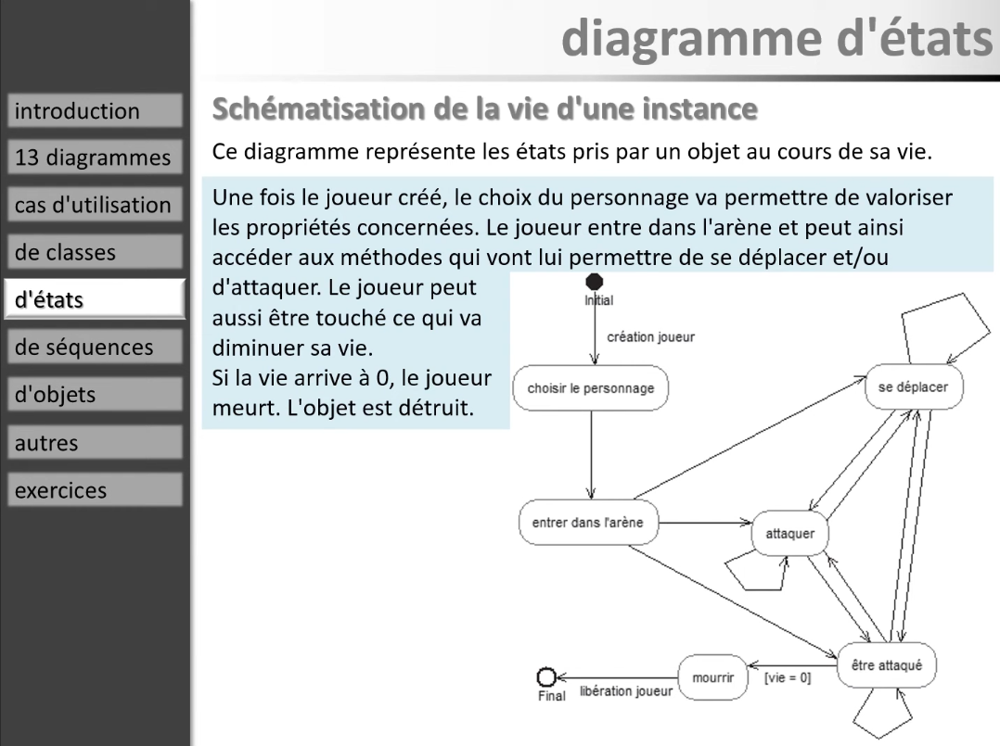 diagramme d'états
introduction
13 diagrammes
cas d'utilisation
de classes
d'états
de séquences
d'objets
autres
exercices
Schématisation de la vie d'une instance
Ce diagramme représente les états pris par un objet au cours de sa vie.
Une fois le joueur créé, le choix du personnage va permettre de valoriser
les propriétés concernées. Le joueur entre dans l'arène et peut ainsi
accéder aux méthodes qui vont lui permettre de se déplacer et/ou
d'attaquer. Le joueur peut
aussi être touché ce qui va
diminuer sa vie.
Si la vie arrive à 0, le joueur
meurt. L'objet est détruit.
Initial
création joueur
choisir le personnage
se déplacer
entrer dans l'arène
attaquer
être attaqué
mourrir
[vie = 0]
libération joueur
Final